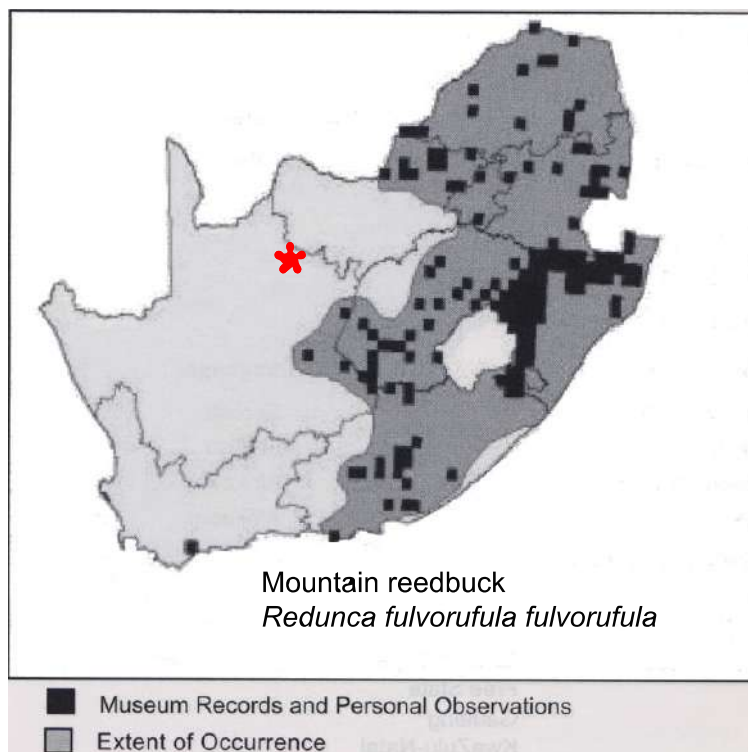 Mountain reedbuck
Redunca fulvorufula fulvorufula
Museum Records and Personal Observations
Extent of Occurrence